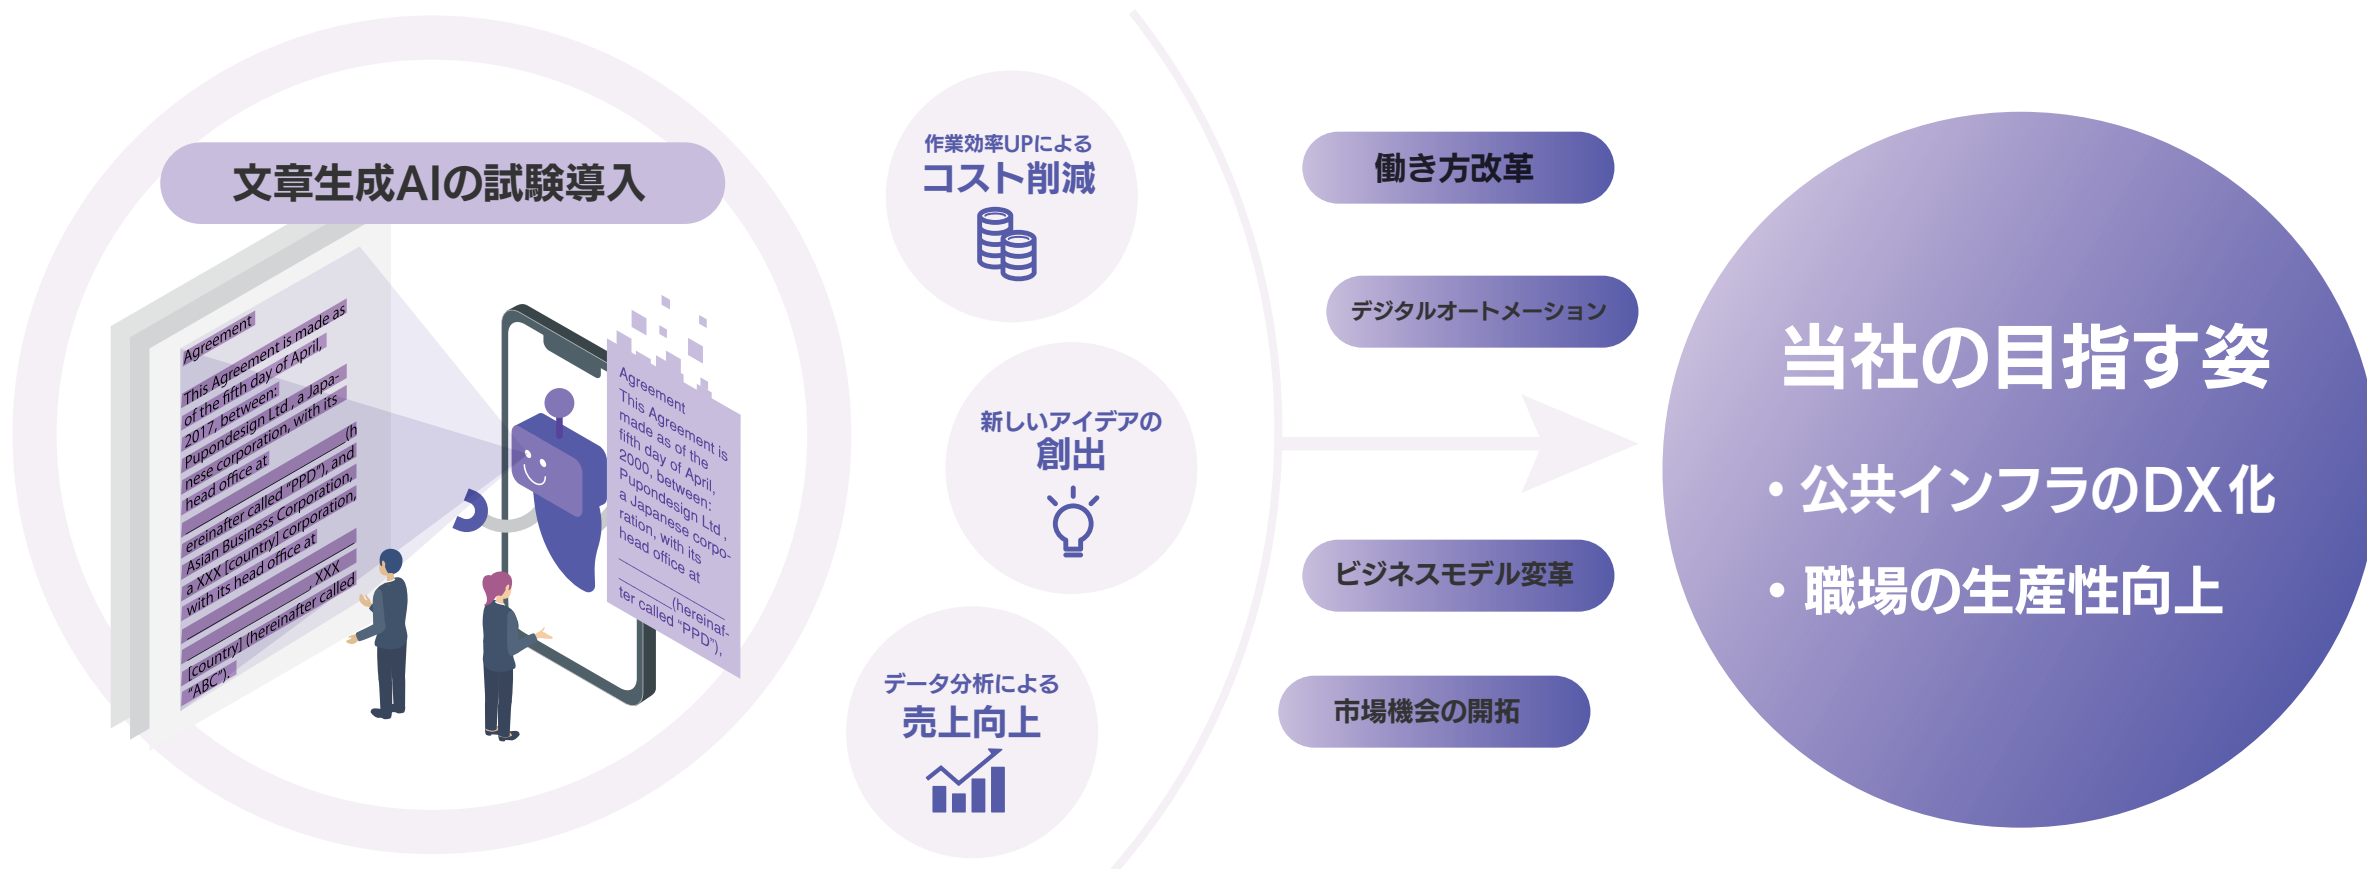 文章生成AIの試験導入
Agreement
This Agreement is made as
of the fifth day of April,
2017, between:
Pupondesign Ltd , a Japa-
nese corporation, with its
head office at
(h
ereinafter called “PPD”), and
Asian Business Corporation,
a XXX [country] corporation,
with its head office at
, XXX
[country] (hereinafter called
“ABC”).
Agreement
This Agreement is
made as of the
fifth day of April,
2000, between:
Pupondesign Ltd ,
a Japanese corpo-
ration, with its
head office at
(hereinaf-
ter called “PPD”),
作業効率UPによる
コスト削減
新しいアイデアの
創出
データ分析による
売上向上
働き方改革
デジタルオートメーション
ビジネスモデル変革
市場機会の開拓
当社の目指す姿
・公共インフラのDX化
・職場の生産性向上